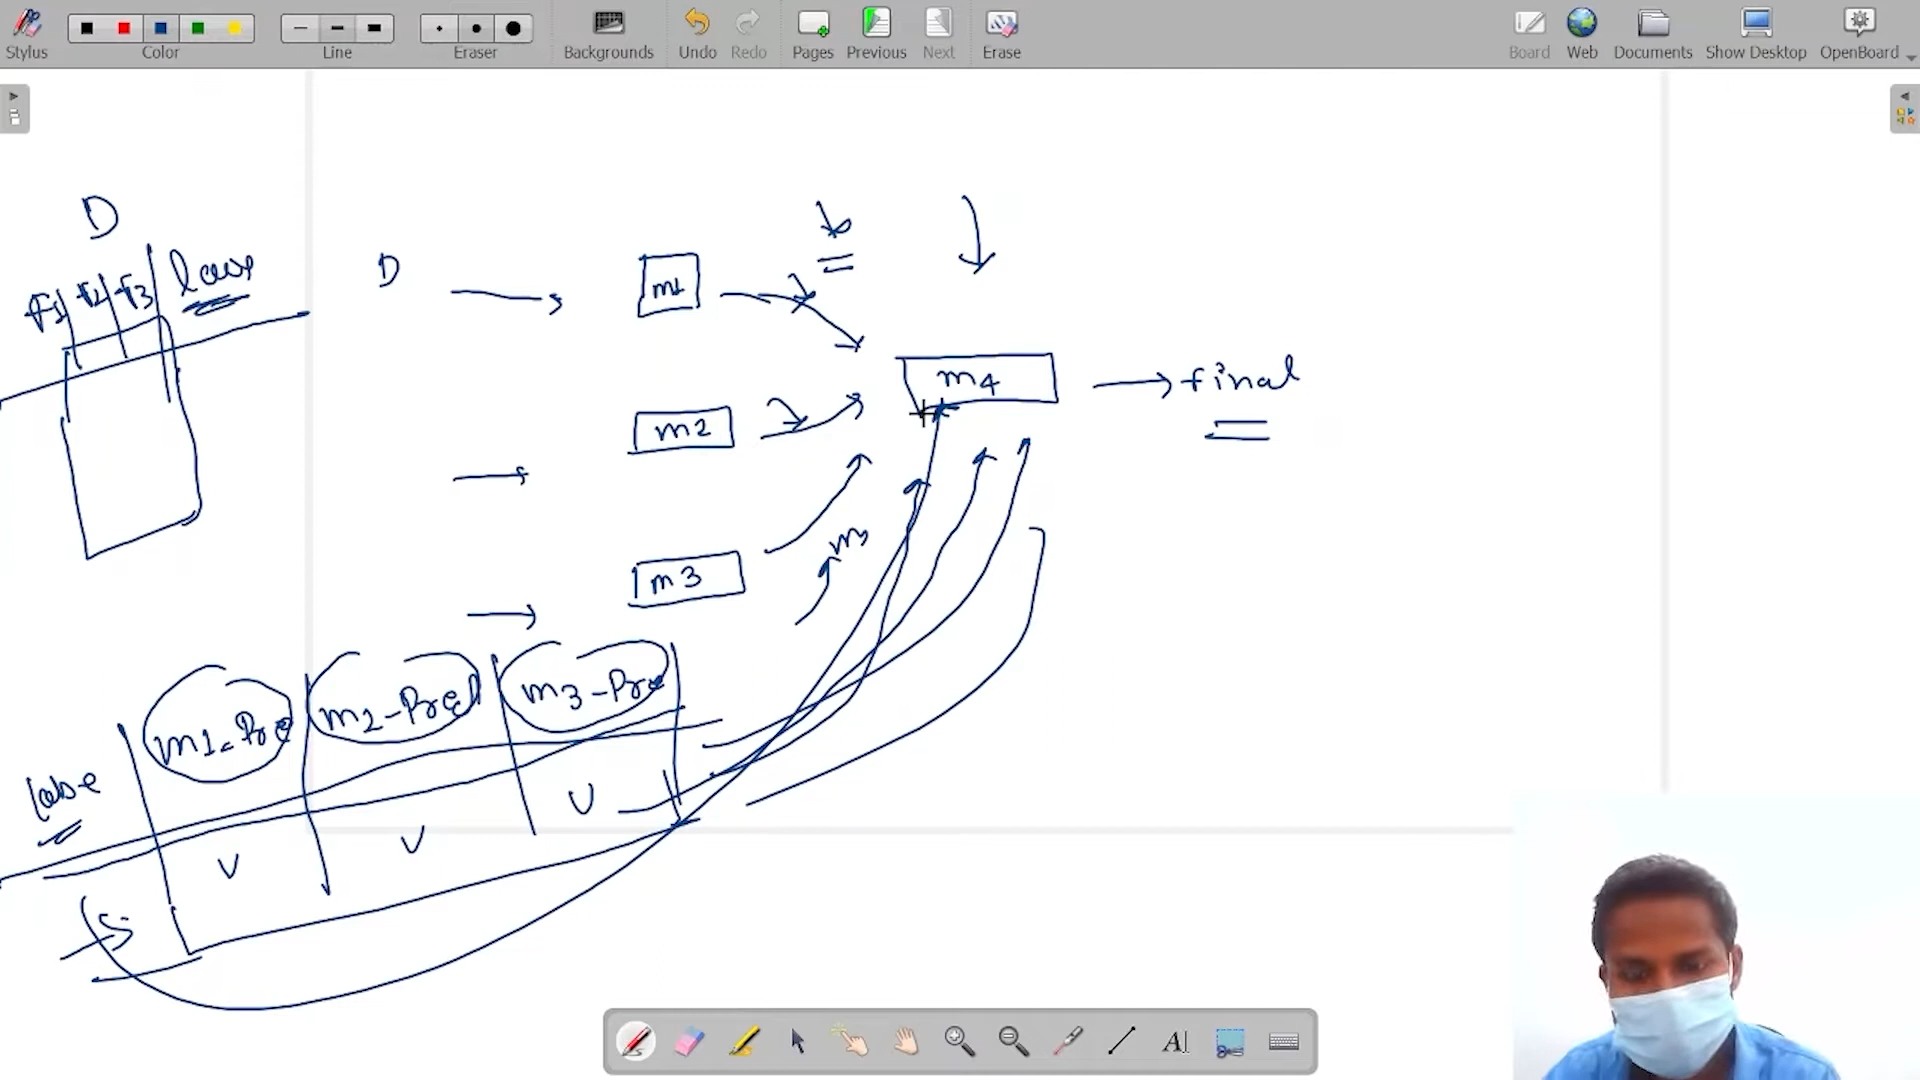 Stylus
Color
Line
Eraser
Backgrounds
Undo
Redo
Pages
Previous
Next
Erase
Board
Web
Documents
Show Desktop
OpenBoard
D
f1 f2 f3
D
m1
m4
final
m2
m3
m
m1-Pre
m2-Pred
m3-Pre
labe
v
v
v
A